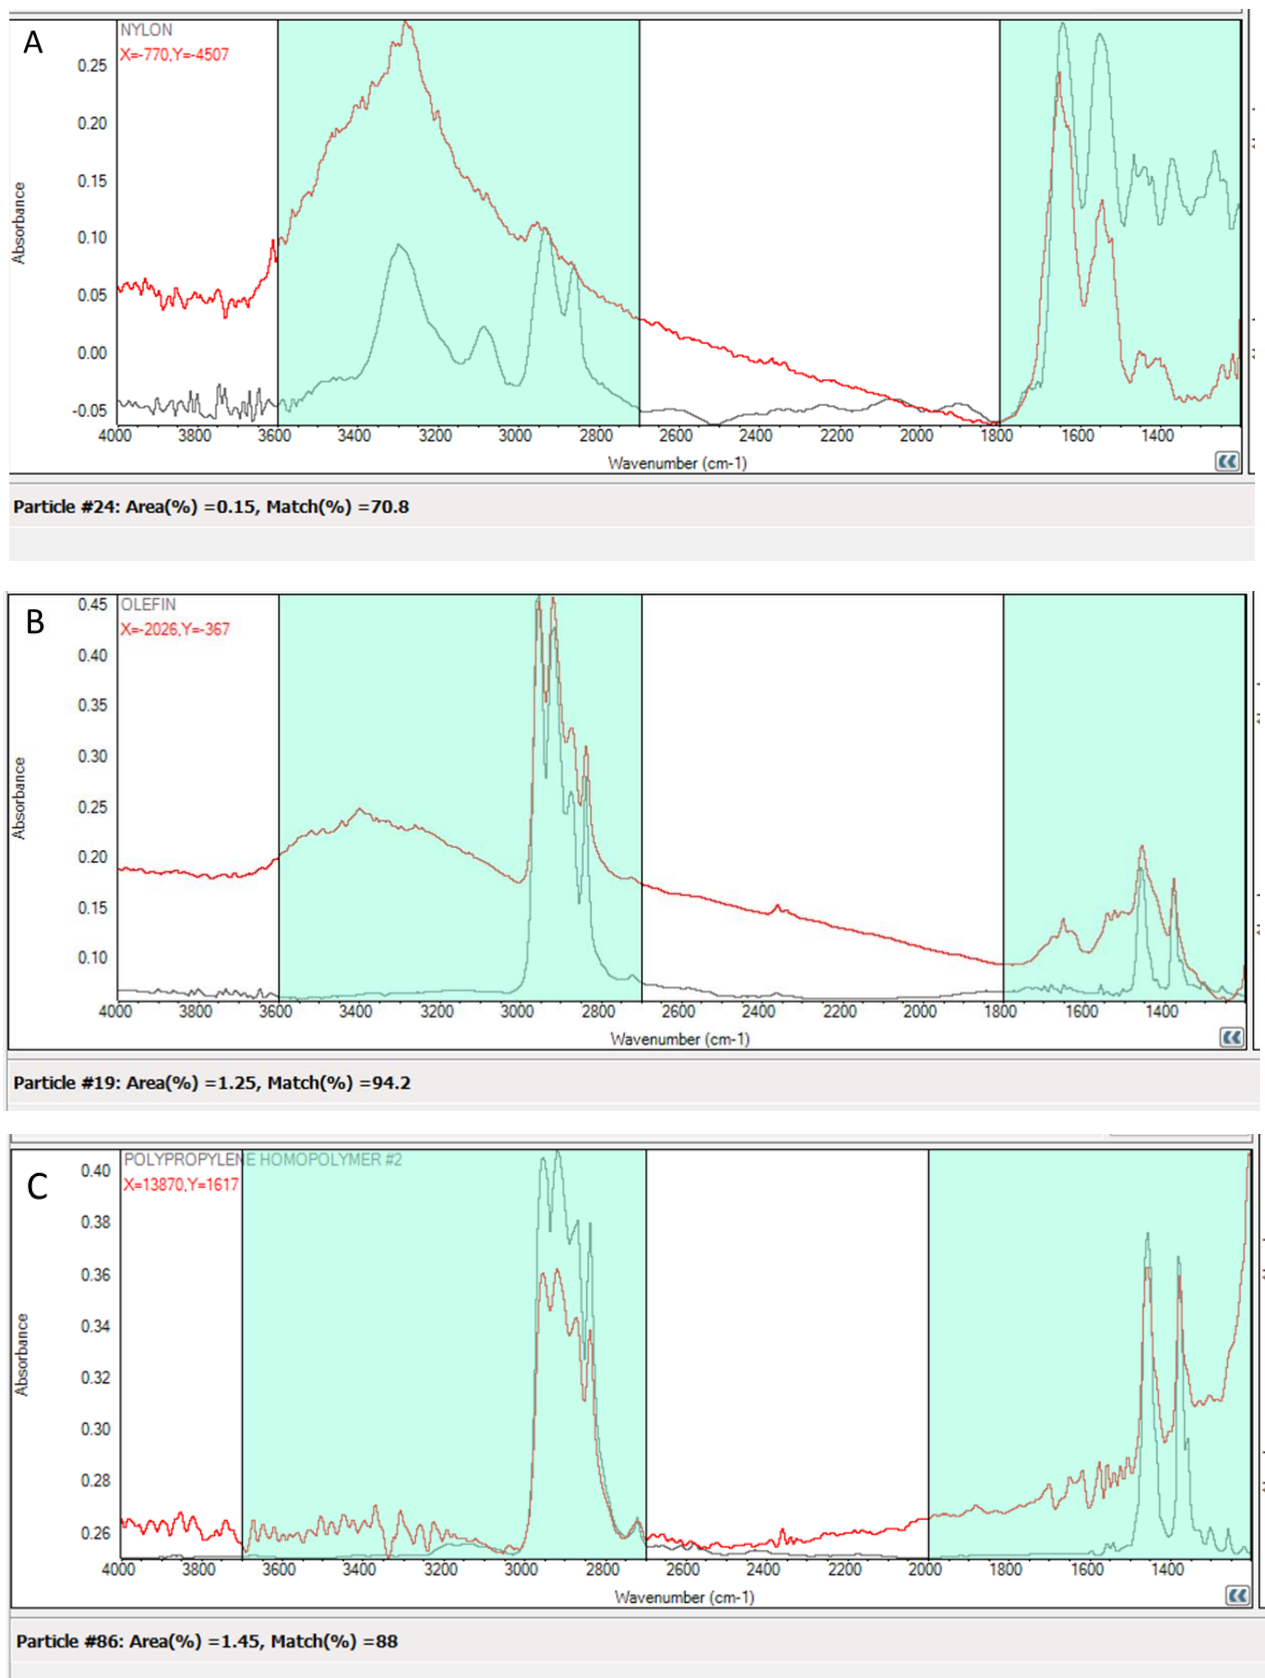 A
NYLON
X=-770,Y=-4507
0.25
0.20
0.15
0.10
0.05
0.00
-0.05
Absorbance
4000 3800 3600 3400 3200 3000 2800 2600 2400 2200 2000 1800 1600 1400
Wavenumber (cm-1)
Particle #24: Area(%) =0.15, Match(%) =70.8
B
OLEFIN
X=-2026,Y=-367
0.45
0.40
0.35
0.30
0.25
0.20
0.15
0.10
Absorbance
4000 3800 3600 3400 3200 3000 2800 2600 2400 2200 2000 1800 1600 1400
Wavenumber (cm-1)
Particle #19: Area(%) =1.25, Match(%) =94.2
C
POLYPROPYLENE HOMOPOLYMER #2
X=13870,Y=1617
0.40
0.38
0.36
0.34
0.32
0.30
0.28
0.26
Absorbance
4000 3800 3600 3400 3200 3000 2800 2600 2400 2200 2000 1800 1600 1400
Wavenumber (cm-1)
Particle #86: Area(%) =1.45, Match(%) =88